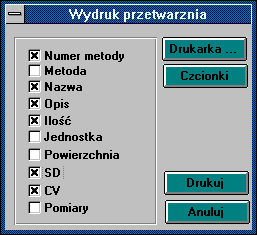 Wydruk przetwarznia
Numer metody
Metoda
Nazwa
Opis
Ilość
Jednostka
Powierzchnia
SD
CV
Pomiary
Drukarka ...
Czcionki
Drukuj
Anuluj